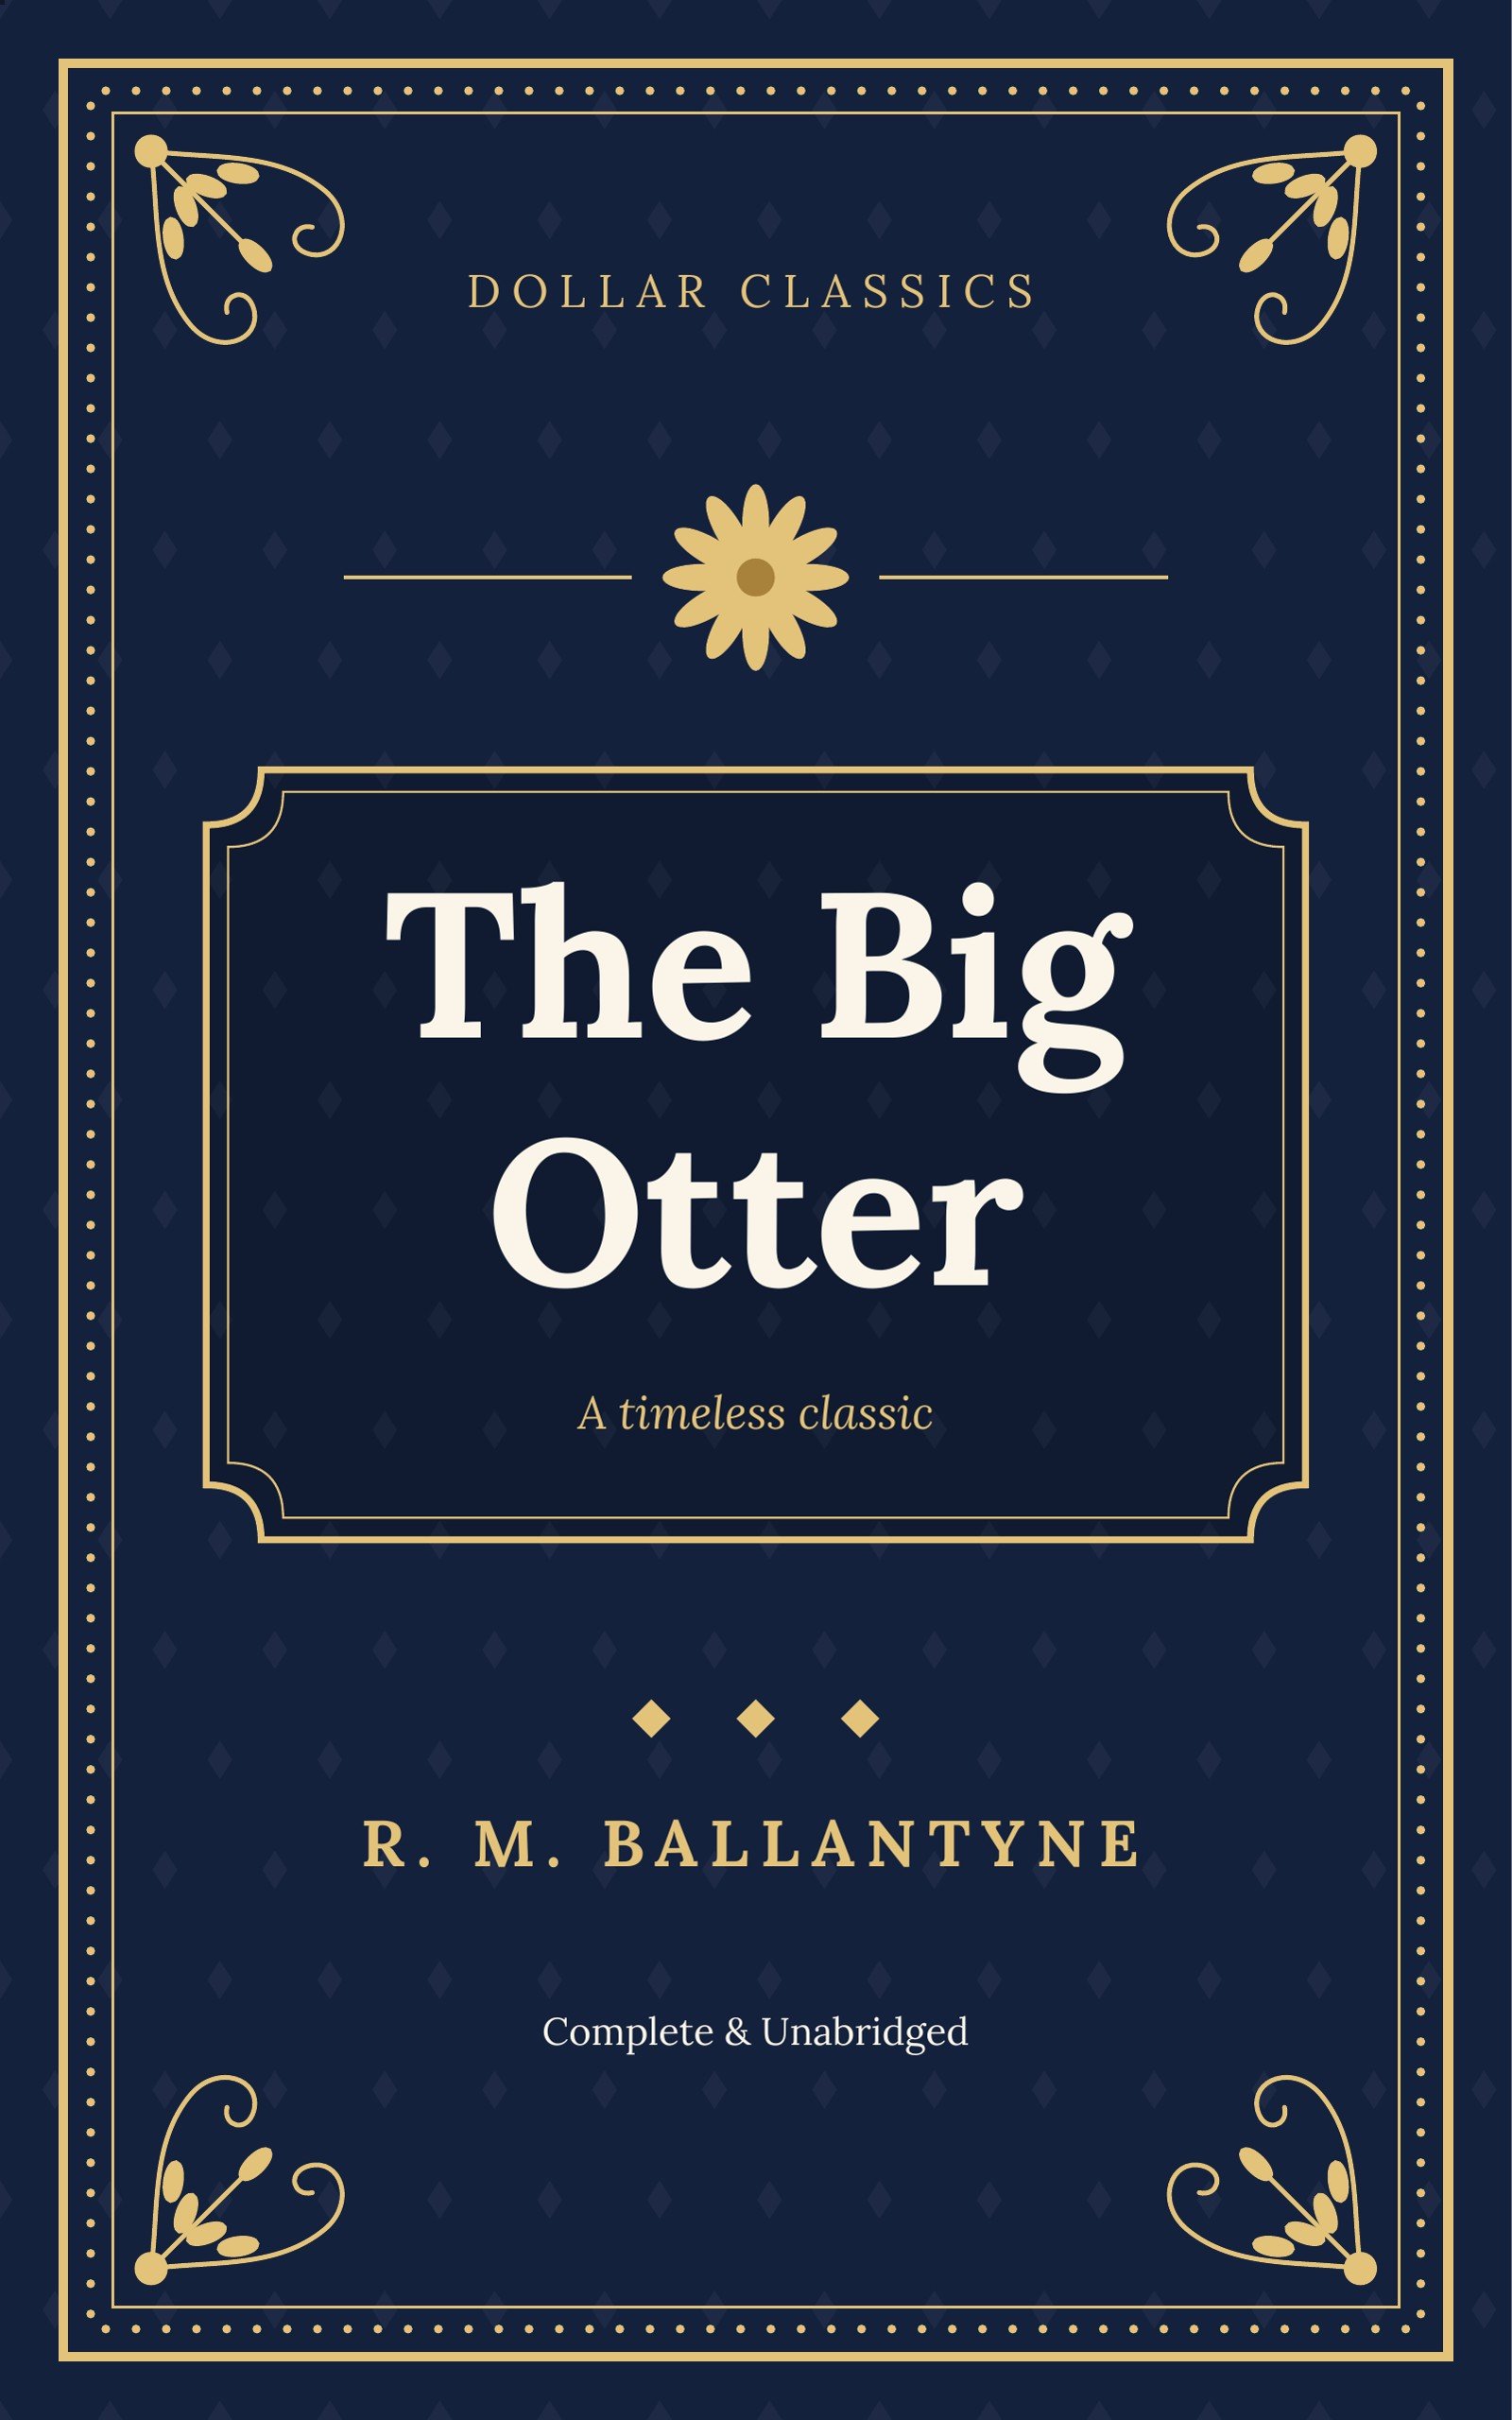 DOLLAR CLASSICS
The Big
Otter
A timeless classic
R. M. BALLANTYNE
Complete & Unabridged